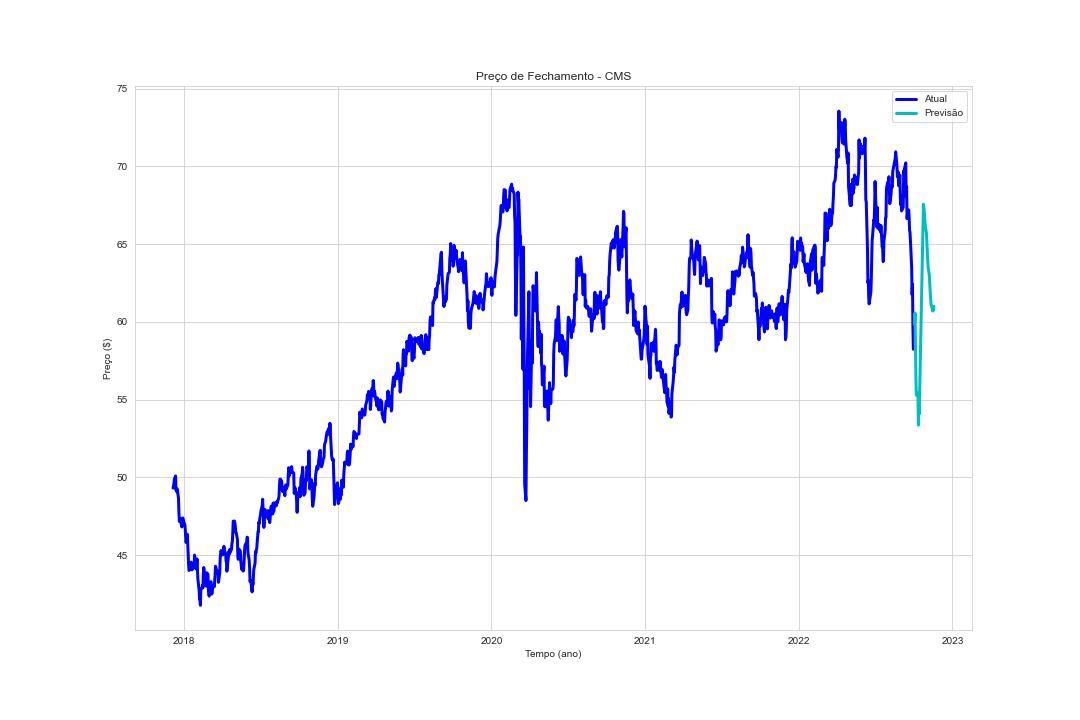 Preço de Fechamento - CMS
Atual
Previsão
75
70
65
60
55
50
45
Preço ($)
2018
2019
2020
2021
2022
2023
Tempo (ano)